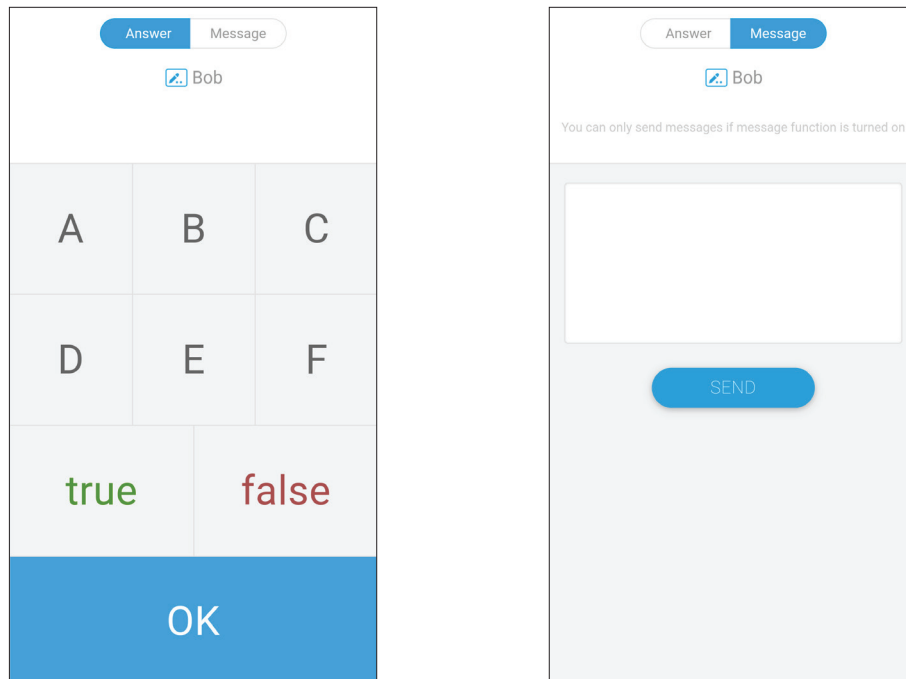 Answer Message
Bob
A B C
D E F
true false
OK
Answer Message
Bob
You can only send messages if message function is turned on
SEND